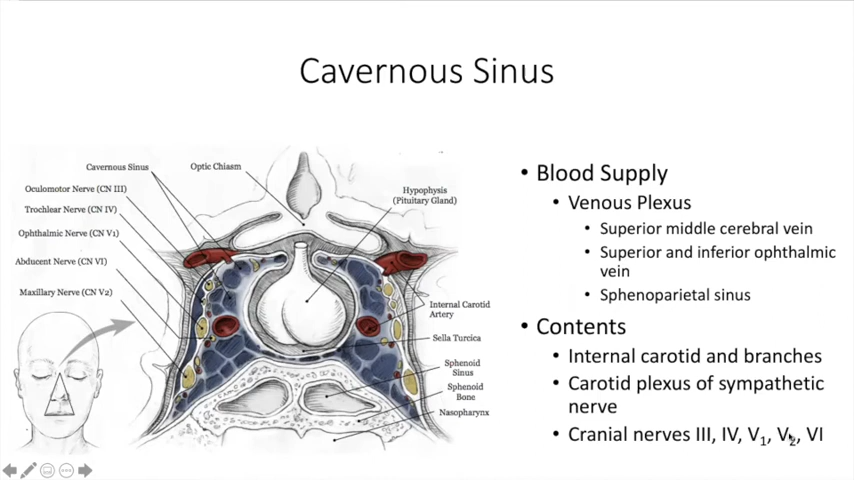 Cavernous Sinus
Cavernous Sinus
Optic Chiasm
Oculomotor Nerve (CN III)
Trochlear Nerve (CN IV)
Ophthalmic Nerve (CN V1)
Abducent Nerve (CN VI)
Maxillary Nerve (CN V2)
Hypophysis
(Pituitary Gland)
Internal Carotid
Artery
Sella Turcica
Sphenoid
Sinus
Sphenoid
Bone
Nasopharynx
• Blood Supply
• Venous Plexus
• Superior middle cerebral vein
• Superior and inferior ophthalmic
vein
• Sphenoparietal sinus
• Contents
• Internal carotid and branches
• Carotid plexus of sympathetic
nerve
• Cranial nerves III, IV, V1, V2, VI